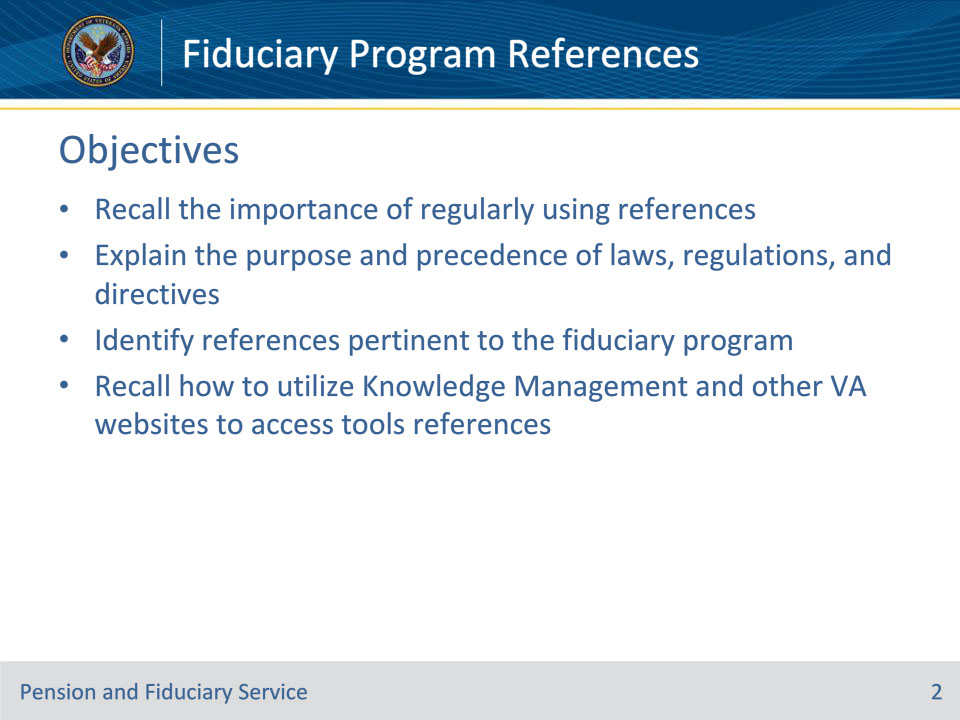 Fiduciary Program References
Objectives
• Recall the importance of regularly using references
• Explain the purpose and precedence of laws, regulations, and
directives
• Identify references pertinent to the fiduciary program
• Recall how to utilize Knowledge Management and other VA
websites to access tools references
Pension and Fiduciary Service
2